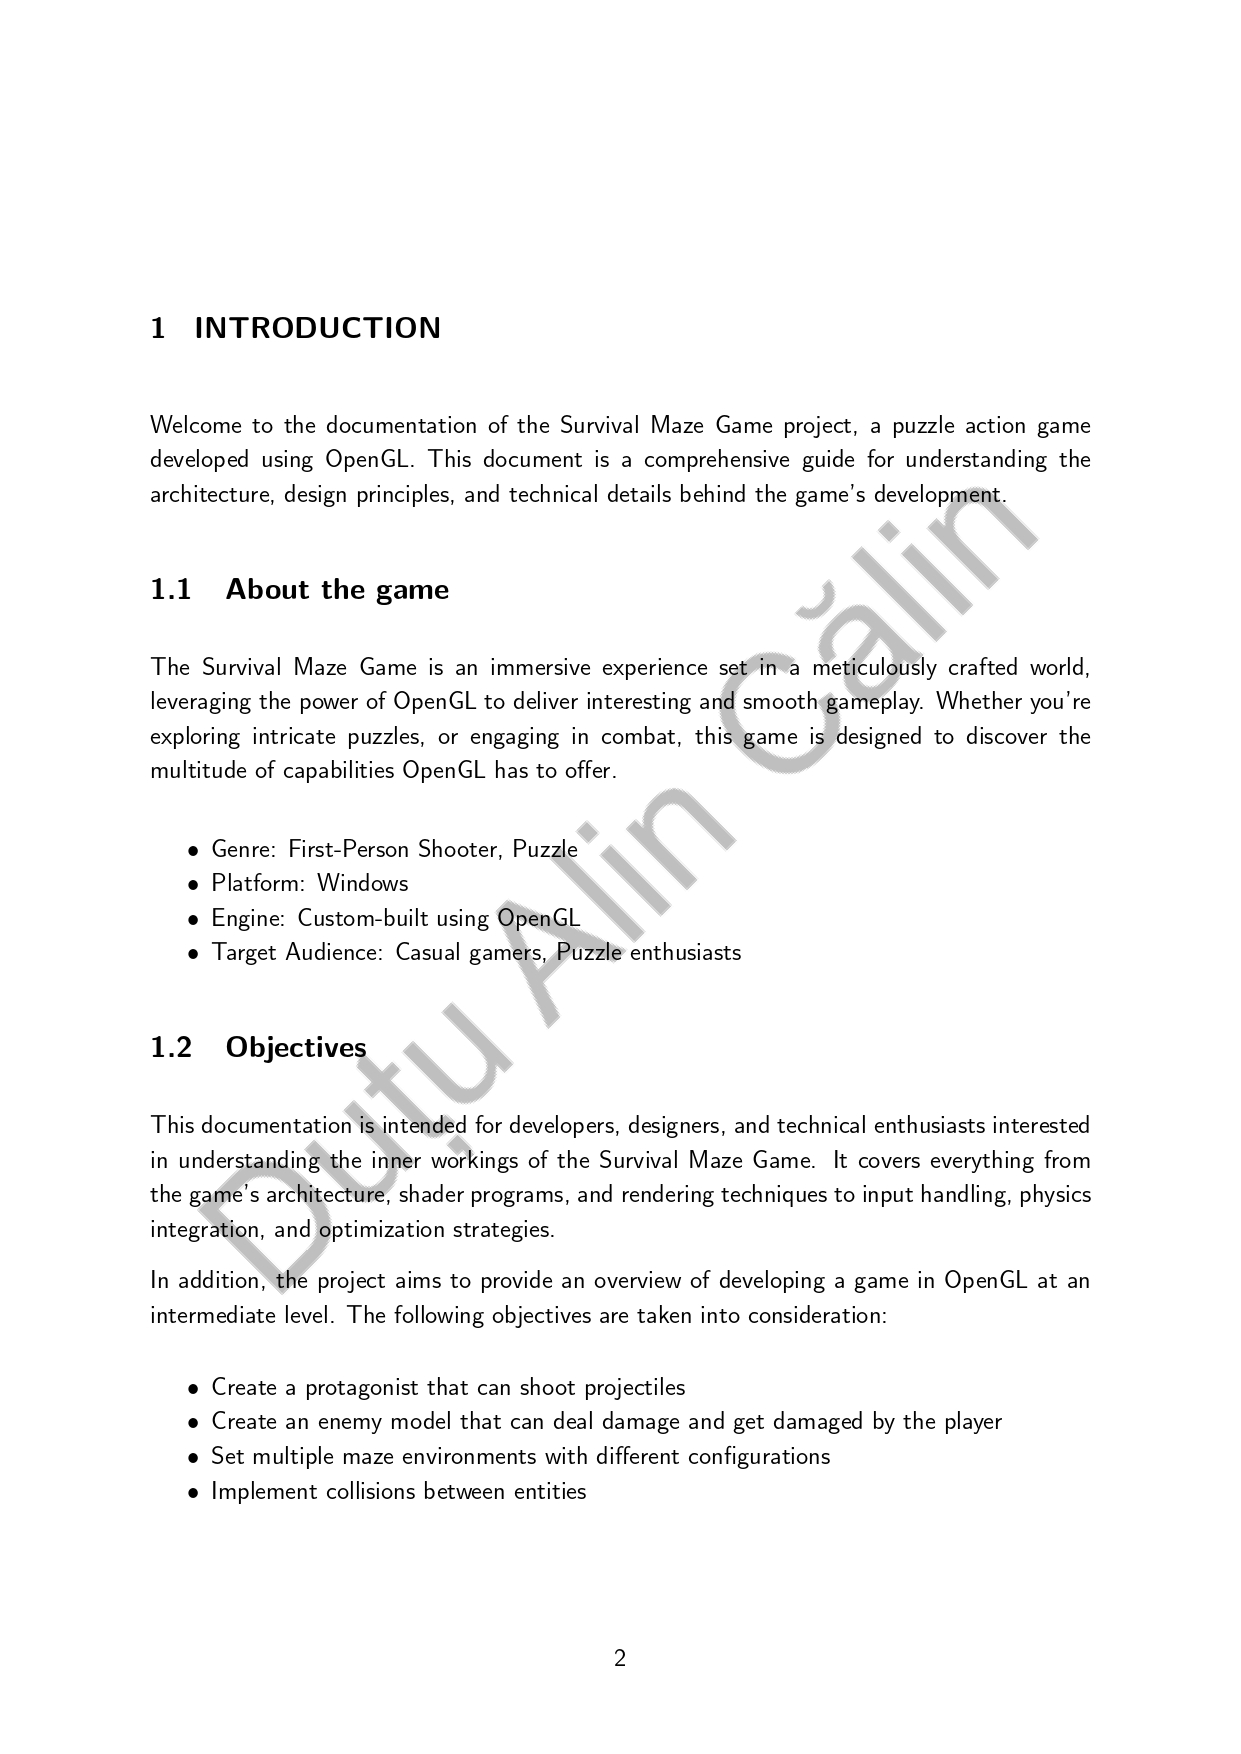 1 INTRODUCTION
Welcome to the documentation of the Survival Maze Game project, a puzzle action game
developed using OpenGL. This document is a comprehensive guide for understanding the
architecture, design principles, and technical details behind the game's development.
1.1 About the game
The Survival Maze Game is an immersive experience set in a meticulously crafted world,
leveraging the power of OpenGL to deliver interesting and smooth gameplay. Whether you're
exploring intricate puzzles, or engaging in combat, this game is designed to discover the
multitude of capabilities OpenGL has to offer.
• Genre: First-Person Shooter, Puzzle
• Platform: Windows
• Engine: Custom-built using OpenGL
• Target Audience: Casual gamers, Puzzle enthusiasts
1.2 Objectives
This documentation is intended for developers, designers, and technical enthusiasts interested
in understanding the inner workings of the Survival Maze Game. It covers everything from
the game's architecture, shader programs, and rendering techniques to input handling, physics
integration, and optimization strategies.
In addition, the project aims to provide an overview of developing a game in OpenGL at an
intermediate level. The following objectives are taken into consideration:
• Create a protagonist that can shoot projectiles
• Create an enemy model that can deal damage and get damaged by the player
• Set multiple maze environments with different configurations
• Implement collisions between entities
2
Duțu Alin Călin